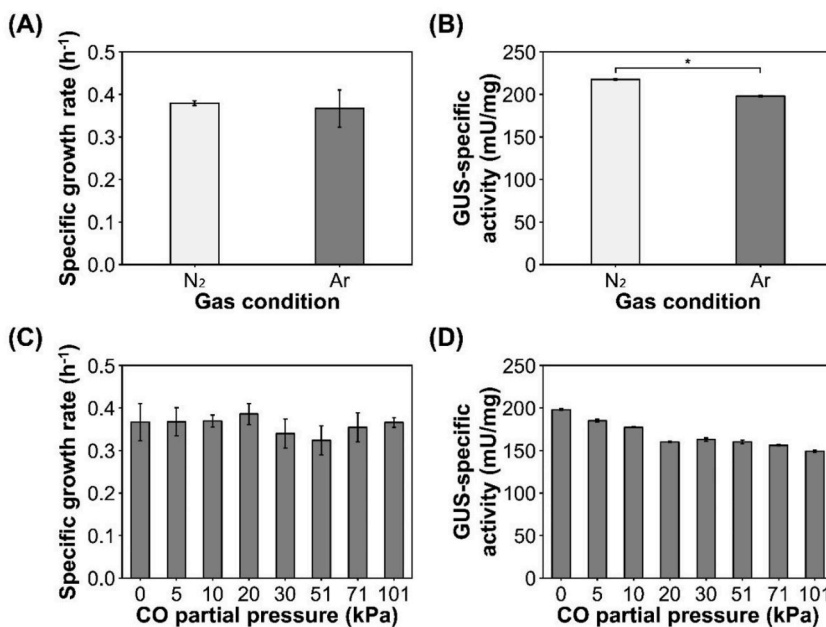 (A)
Specific growth rate (h-1)
0.5
0.4
0.3
0.2
0.1
0.0
N2 Ar
Gas condition
(B)
GUS-specific
activity (mU/mg)
250
200
150
100
50
0
*
N2 Ar
Gas condition
(C)
Specific growth rate (h-1)
0.5
0.4
0.3
0.3
0.1
0.0
0 5 10 20 30 51 71 101
CO partial pressure (kPa)
(D)
GUS-specific
activity (mU/mg)
250
200
150
100
50
0
0 5 10 20 30 51 71 101
CO partial pressure (kPa)